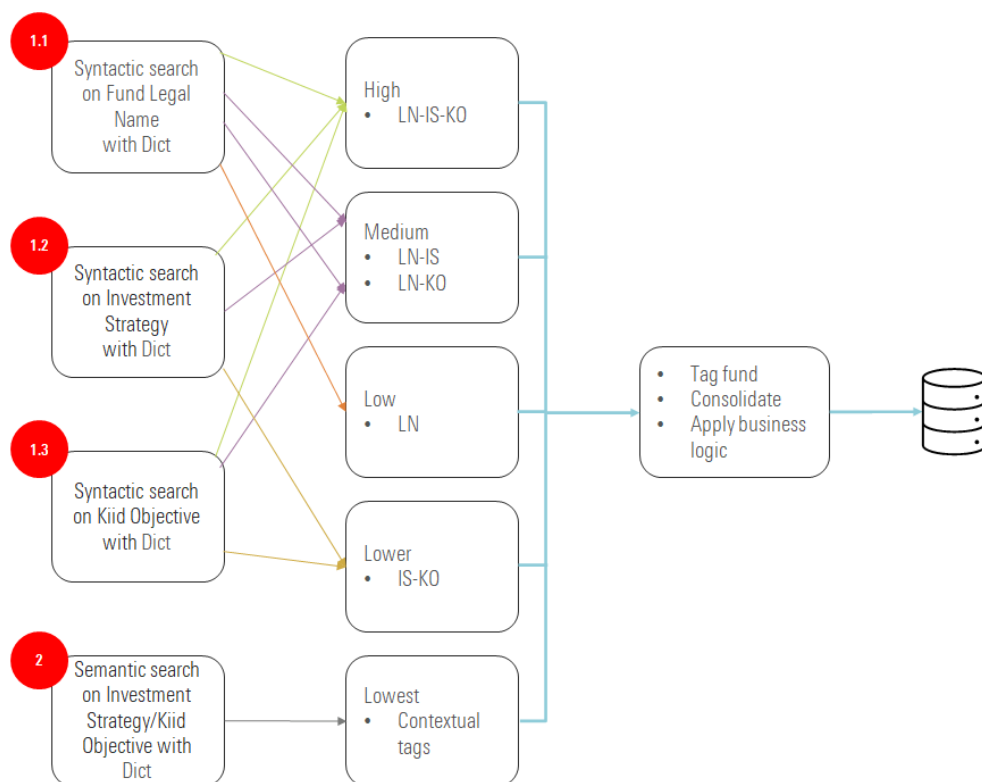 1.1
Syntactic search
on Fund Legal
Name
with Dict
High
• LN-IS-KO
1.2
Syntactic search
on Investment
Strategy
with Dict
Medium
• LN-IS
• LN-KO
1.3
Syntactic search
on Kiid Objective
with Dict
Low
• LN
Lower
• IS-KO
2
Semantic search
on Investment
Strategy/Kiid
Objective with
Dict
Lowest
• Contextual
tags
• Tag fund
• Consolidate
• Apply business
logic